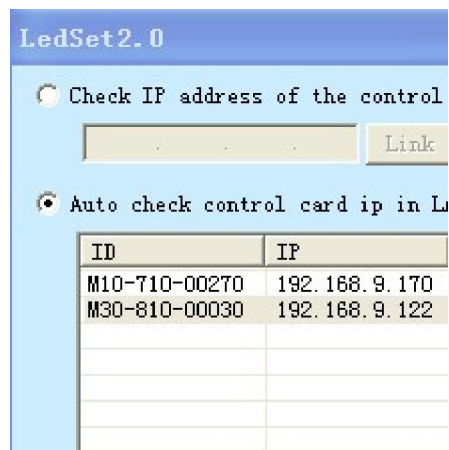 LedSet2.0
Check IP address of the control
. . . Link
Auto check control card ip in
ID IP
M10-710-00270 192.168.9.170
M30-810-00030 192.168.9.122